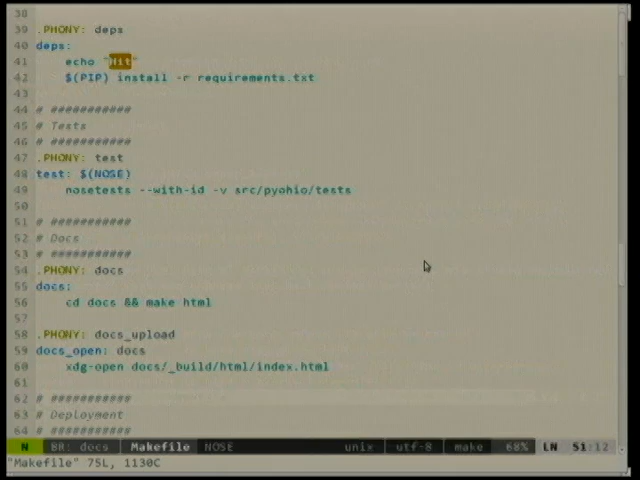 38
39 .PHONY: deps
40 deps:
41 echo "Hit"
42 $(PIP) install -r requirements.txt
43
44 # ###########
45 # Tests
46 # ###########
47 .PHONY: test
48 test: $(NOSE)
49 nosetests --with-id -v src/pyohio/tests
50
51 # ###########
52 # Docs
53 # ###########
54 .PHONY: docs
55 docs:
56 cd docs && make html
57
58 .PHONY: docs_upload
59 docs_open: docs
60 xdg-open docs/_build/html/index.html
61
62 # ###########
63 # Deployment
64 # ###########
N BR: docs Makefile NOSE unix utf-8 make 68% LN 51:12
"Makefile" 75L, 1130C